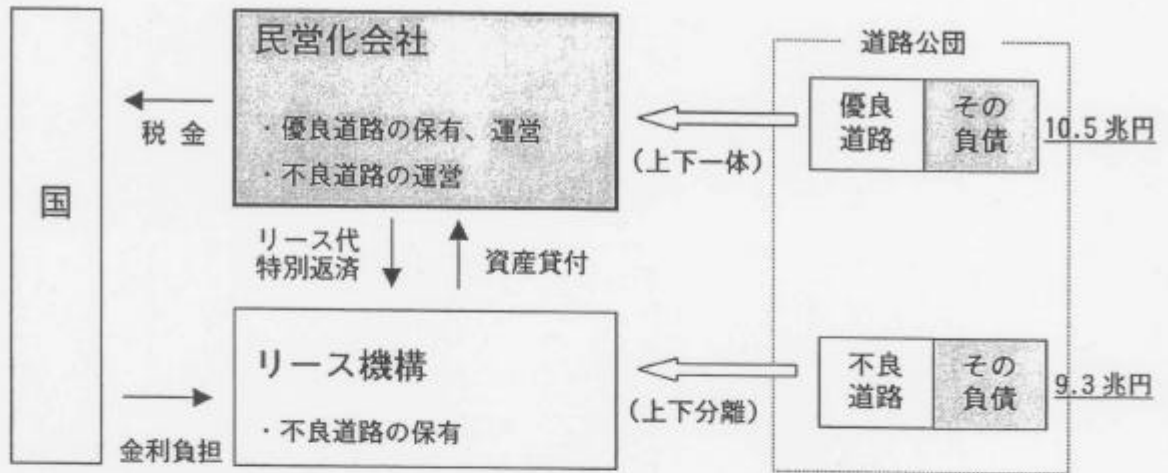 国
税 金
民営化会社
・優良道路の保有、運営
・不良道路の運営
道路公団
優良
道路
その
負債
10.5 兆円
(上下一体)
リース代
特別返済
資産貸付
リース機構
・不良道路の保有
金利負担
(上下分離)
不良
道路
その
負債
9.3 兆円